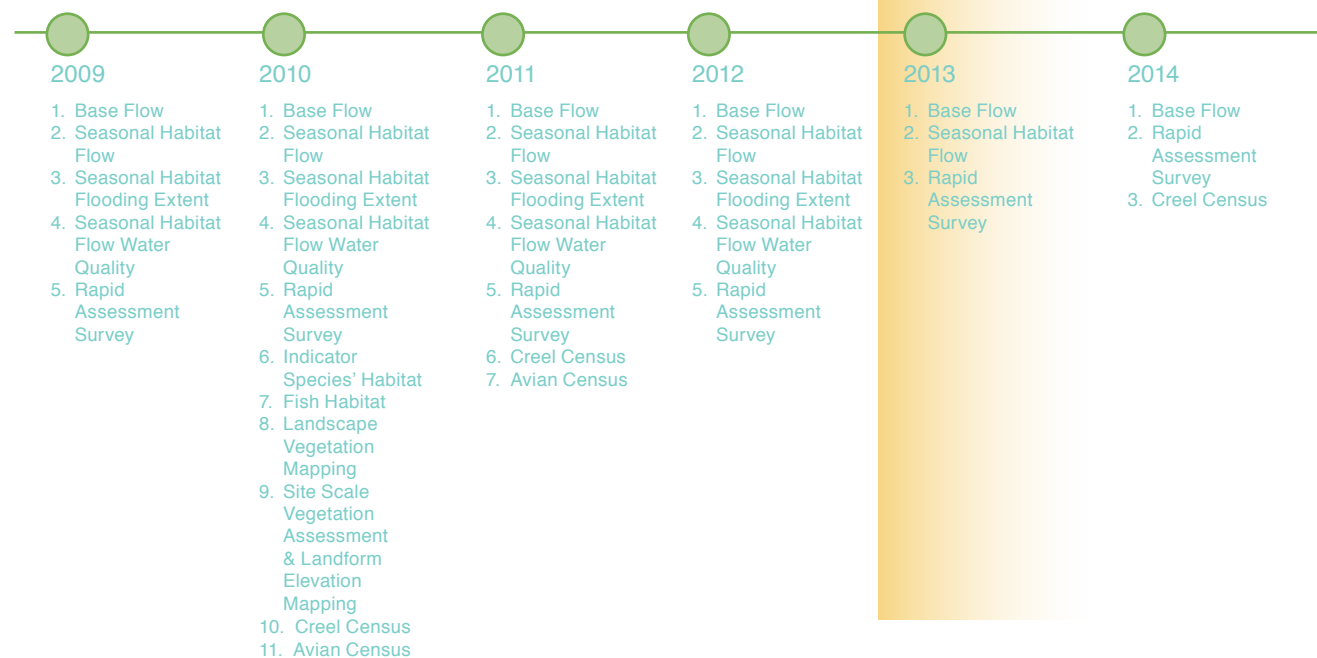 2009
1. Base Flow
2. Seasonal Habitat
Flow
3. Seasonal Habitat
Flooding Extent
4. Seasonal Habitat
Flow Water
Quality
5. Rapid
Assessment
Survey
2010
1. Base Flow
2. Seasonal Habitat
Flow
3. Seasonal Habitat
Flooding Extent
4. Seasonal Habitat
Flow Water
Quality
5. Rapid
Assessment
Survey
6. Indicator
Species’ Habitat
7. Fish Habitat
8. Landscape
Vegetation
Mapping
9. Site Scale
Vegetation
Assessment
& Landform
Elevation
Mapping
10. Creel Census
11. Avian Census
2011
1. Base Flow
2. Seasonal Habitat
Flow
3. Seasonal Habitat
Flooding Extent
4. Seasonal Habitat
Flow Water
Quality
5. Rapid
Assessment
Survey
6. Creel Census
7. Avian Census
2012
1. Base Flow
2. Seasonal Habitat
Flow
3. Seasonal Habitat
Flooding Extent
4. Seasonal Habitat
Flow Water
Quality
5. Rapid
Assessment
Survey
2013
1. Base Flow
2. Seasonal Habitat
Flow
3. Rapid
Assessment
Survey
2014
1. Base Flow
2. Rapid
Assessment
Survey
3. Creel Census